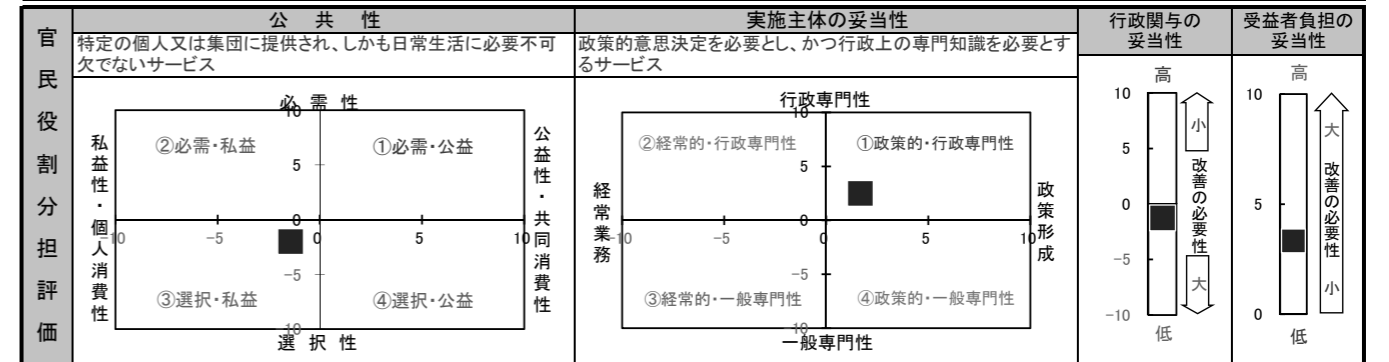 官民役割分担評価
公共性
特定の個人又は集団に提供され、しかも日常生活に必要不可
欠でないサービス
必需性
私益性・個人消費性
公益性・共同消費性
②必需・私益
①必需・公益
③選択・私益
④選択・公益
10
5
0
-10
-5
0
5
10
-5
-10
選択性
実施主体の妥当性
政策的意思決定を必要とし、かつ行政上の専門知識を必要とす
るサービス
行政専門性
経常業務
政策形成
②経常的・行政専門性
①政策的・行政専門性
③経常的・一般専門性
④政策的・一般専門性
10
5
0
-10
-5
0
5
10
-5
-10
一般専門性
行政関与の
妥当性
高
10
5
0
-5
-10
小
改善の必要性
大
低
受益者負担の
妥当性
高
10
5
0
大
改善の必要性
小
低